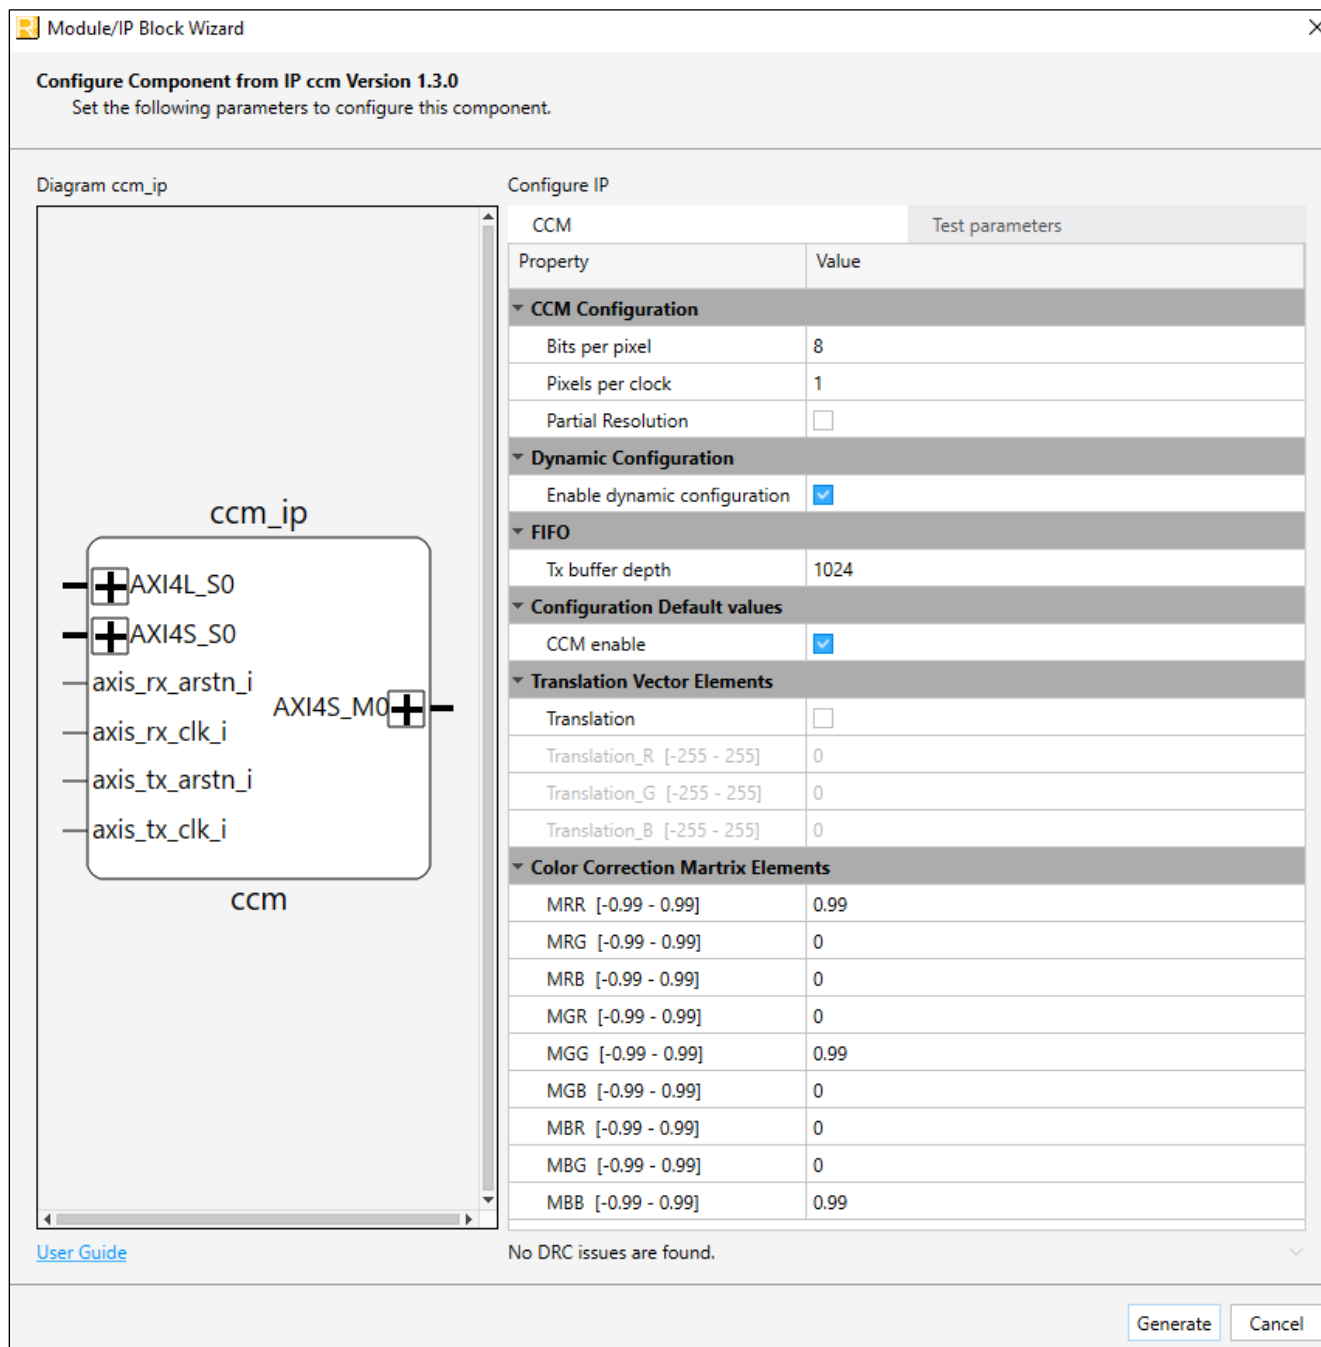 Module/IP Block Wizard
Configure Component from IP ccm Version 1.3.0
Set the following parameters to configure this component.
Diagram ccm_ip
ccm_ip
AXI4L_S0
AXI4S_S0
axis_rx_arstn_i
AXI4S_M0
axis_rx_clk_i
axis_tx_arstn_i
axis_tx_clk_i
ccm
User Guide
Configure IP
CCM Test parameters
Property Value
CCM Configuration
Bits per pixel 8
Pixels per clock 1
Partial Resolution
Dynamic Configuration
Enable dynamic configuration
FIFO
Tx buffer depth 1024
Configuration Default values
CCM enable
Translation Vector Elements
Translation
Translation_R [-255 - 255] 0
Translation_G [-255 - 255] 0
Translation_B [-255 - 255] 0
Color Correction Martrix Elements
MRR [-0.99 - 0.99] 0.99
MRG [-0.99 - 0.99] 0
MRB [-0.99 - 0.99] 0
MGR [-0.99 - 0.99] 0
MGG [-0.99 - 0.99] 0.99
MGB [-0.99 - 0.99] 0
MBR [-0.99 - 0.99] 0
MBG [-0.99 - 0.99] 0
MBB [-0.99 - 0.99] 0.99
No DRC issues are found.
Generate Cancel